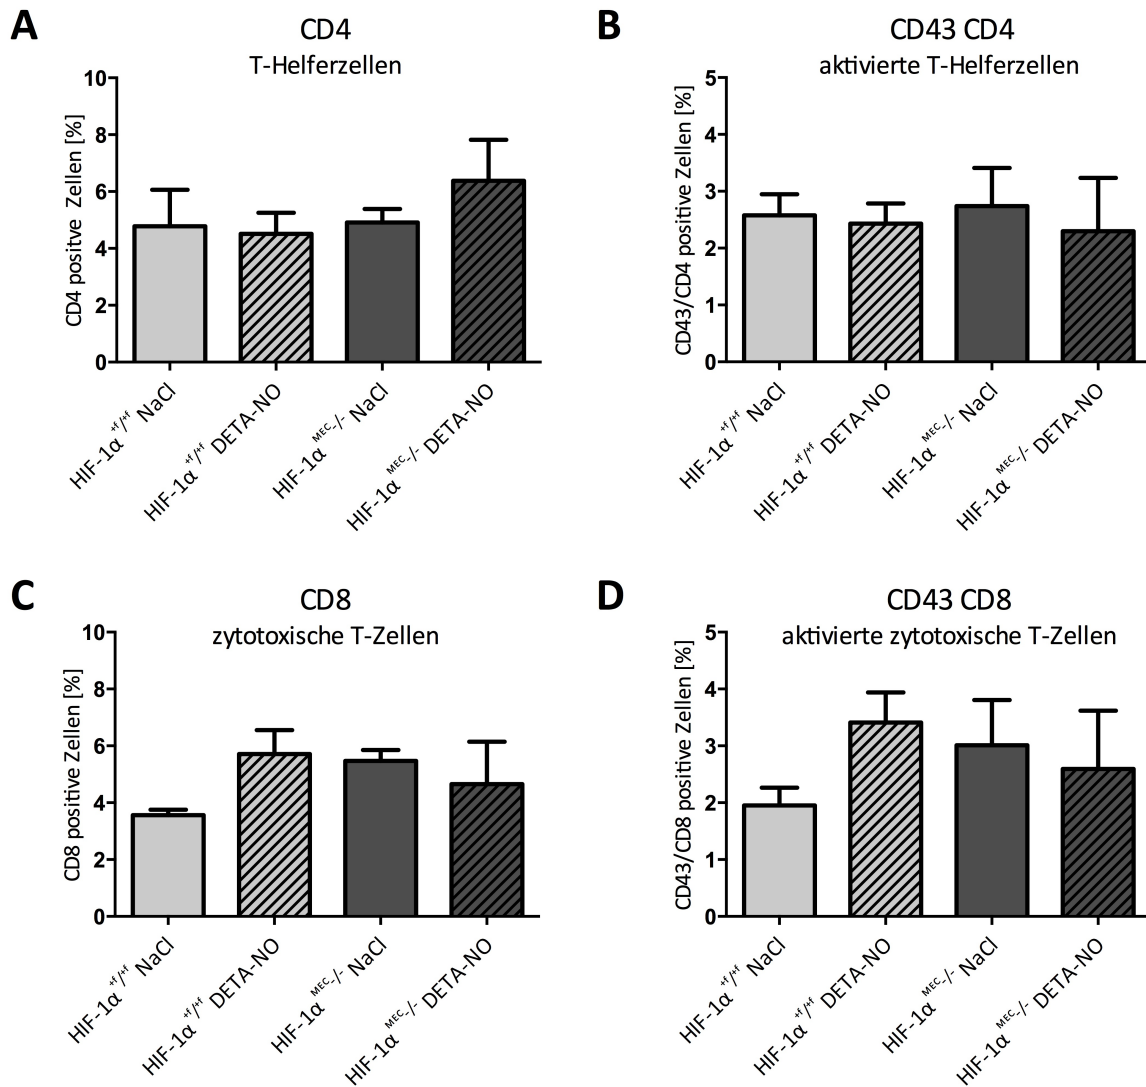 A
CD4
T-Helferzellen
CD4 positve Zellen [%]
10
8
6
4
2
0
HIF-1α +f/+f NaCl
HIF-1α +f/+f DETA-NO
HIF-1α MEC-/- NaCl
HIF-1α MEC-/- DETA-NO
B
CD43 CD4
aktivierte T-Helferzellen
CD43/CD4 positive Zellen [%]
5
4
3
2
1
0
HIF-1α +f/+f NaCl
HIF-1α +f/+f DETA-NO
HIF-1α MEC-/- NaCl
HIF-1α MEC-/- DETA-NO
C
CD8
zytotoxische T-Zellen
CD8 positive Zellen [%]
10
8
6
4
2
0
HIF-1α +f/+f NaCl
HIF-1α +f/+f DETA-NO
HIF-1α MEC-/- NaCl
HIF-1α MEC-/- DETA-NO
D
CD43 CD8
aktivierte zytotoxische T-Zellen
CD43/CD8 positive Zellen [%]
5
4
3
2
1
0
HIF-1α +f/+f NaCl
HIF-1α +f/+f DETA-NO
HIF-1α MEC-/- NaCl
HIF-1α MEC-/- DETA-NO